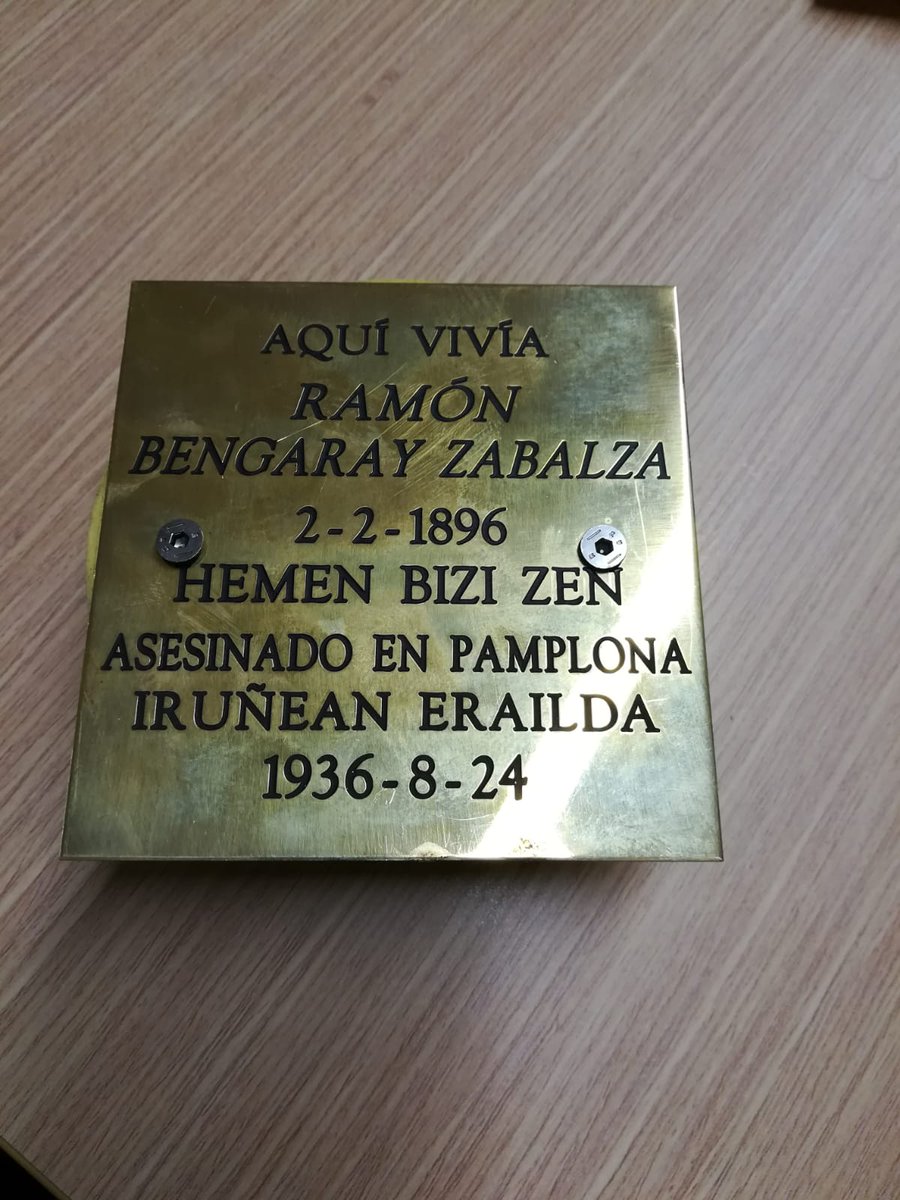 AQUÍ VIVÍA
RAMÓN
BENGARAY ZABALZA
2-2-1896
HEMEN BIZI ZEN
ASESINADO EN PAMPLONA
IRUÑEAN ERAILDA
1936-8-24